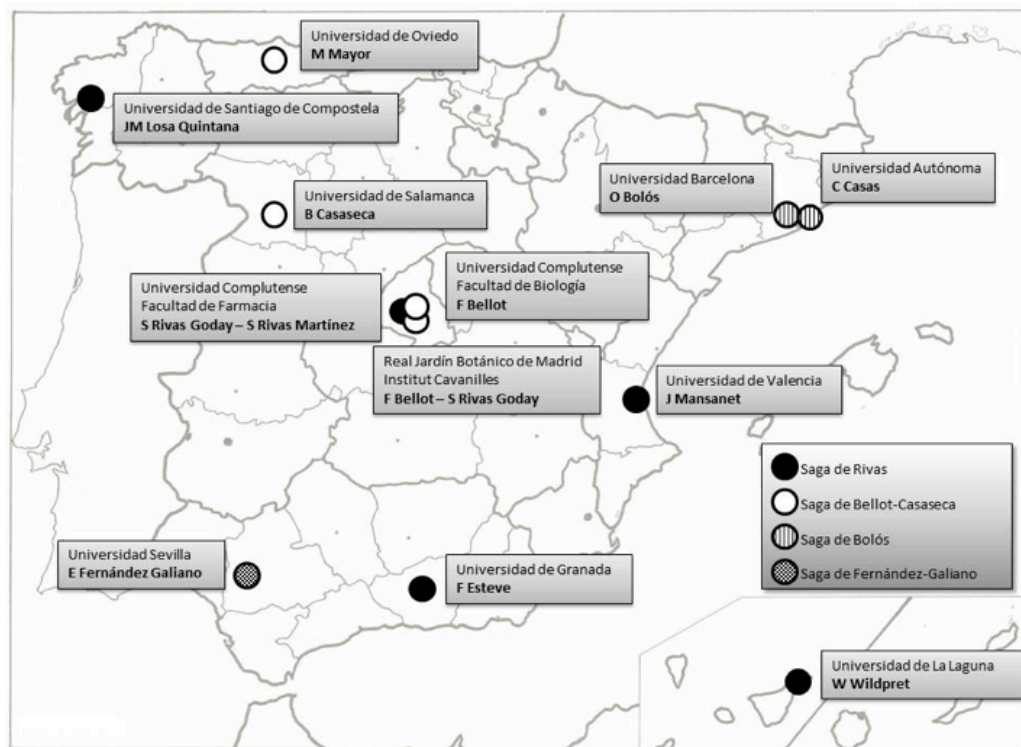 Universidad de Oviedo
M Mayor
Universidad de Santiago de Compostela
JM Losa Quintana
Universidad de Salamanca
B Casaseca
Universidad Barcelona
O Bolós
Universidad Autónoma
C Casas
Universidad Complutense
Facultad de Farmacia
S Rivas Goday – S Rivas Martínez
Universidad Complutense
Facultad de Biología
F Bellot
Real Jardín Botánico de Madrid
Institut Cavanilles
F Bellot – S Rivas Goday
Universidad de Valencia
J Mansanet
Saga de Rivas
Saga de Bellot-Casaseca
Saga de Bolós
Saga de Fernández-Galiano
Universidad Sevilla
E Fernández Galiano
Universidad de Granada
F Esteve
Universidad de La Laguna
W Wildpret